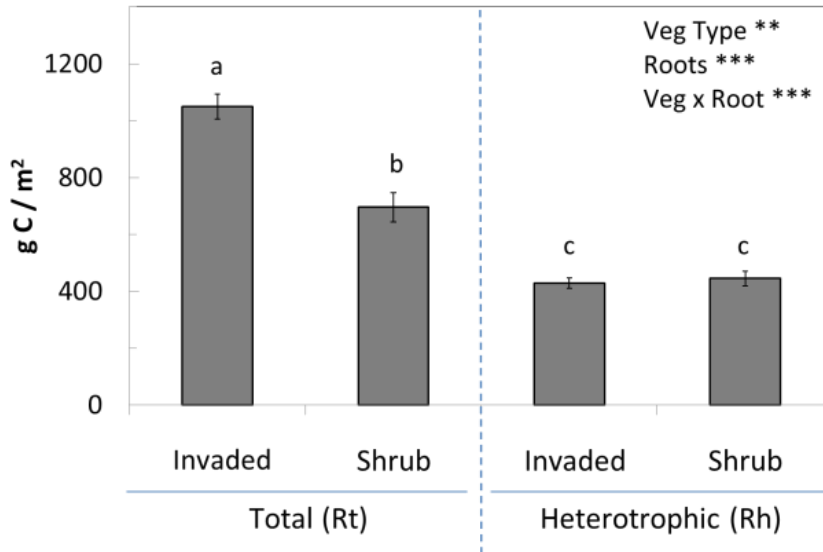 Veg Type **
Roots ***
Veg x Root ***
g C / m²
1200
800
400
0
a
b
c
c
Invaded
Shrub
Invaded
Shrub
Total (Rt)
Heterotrophic (Rh)